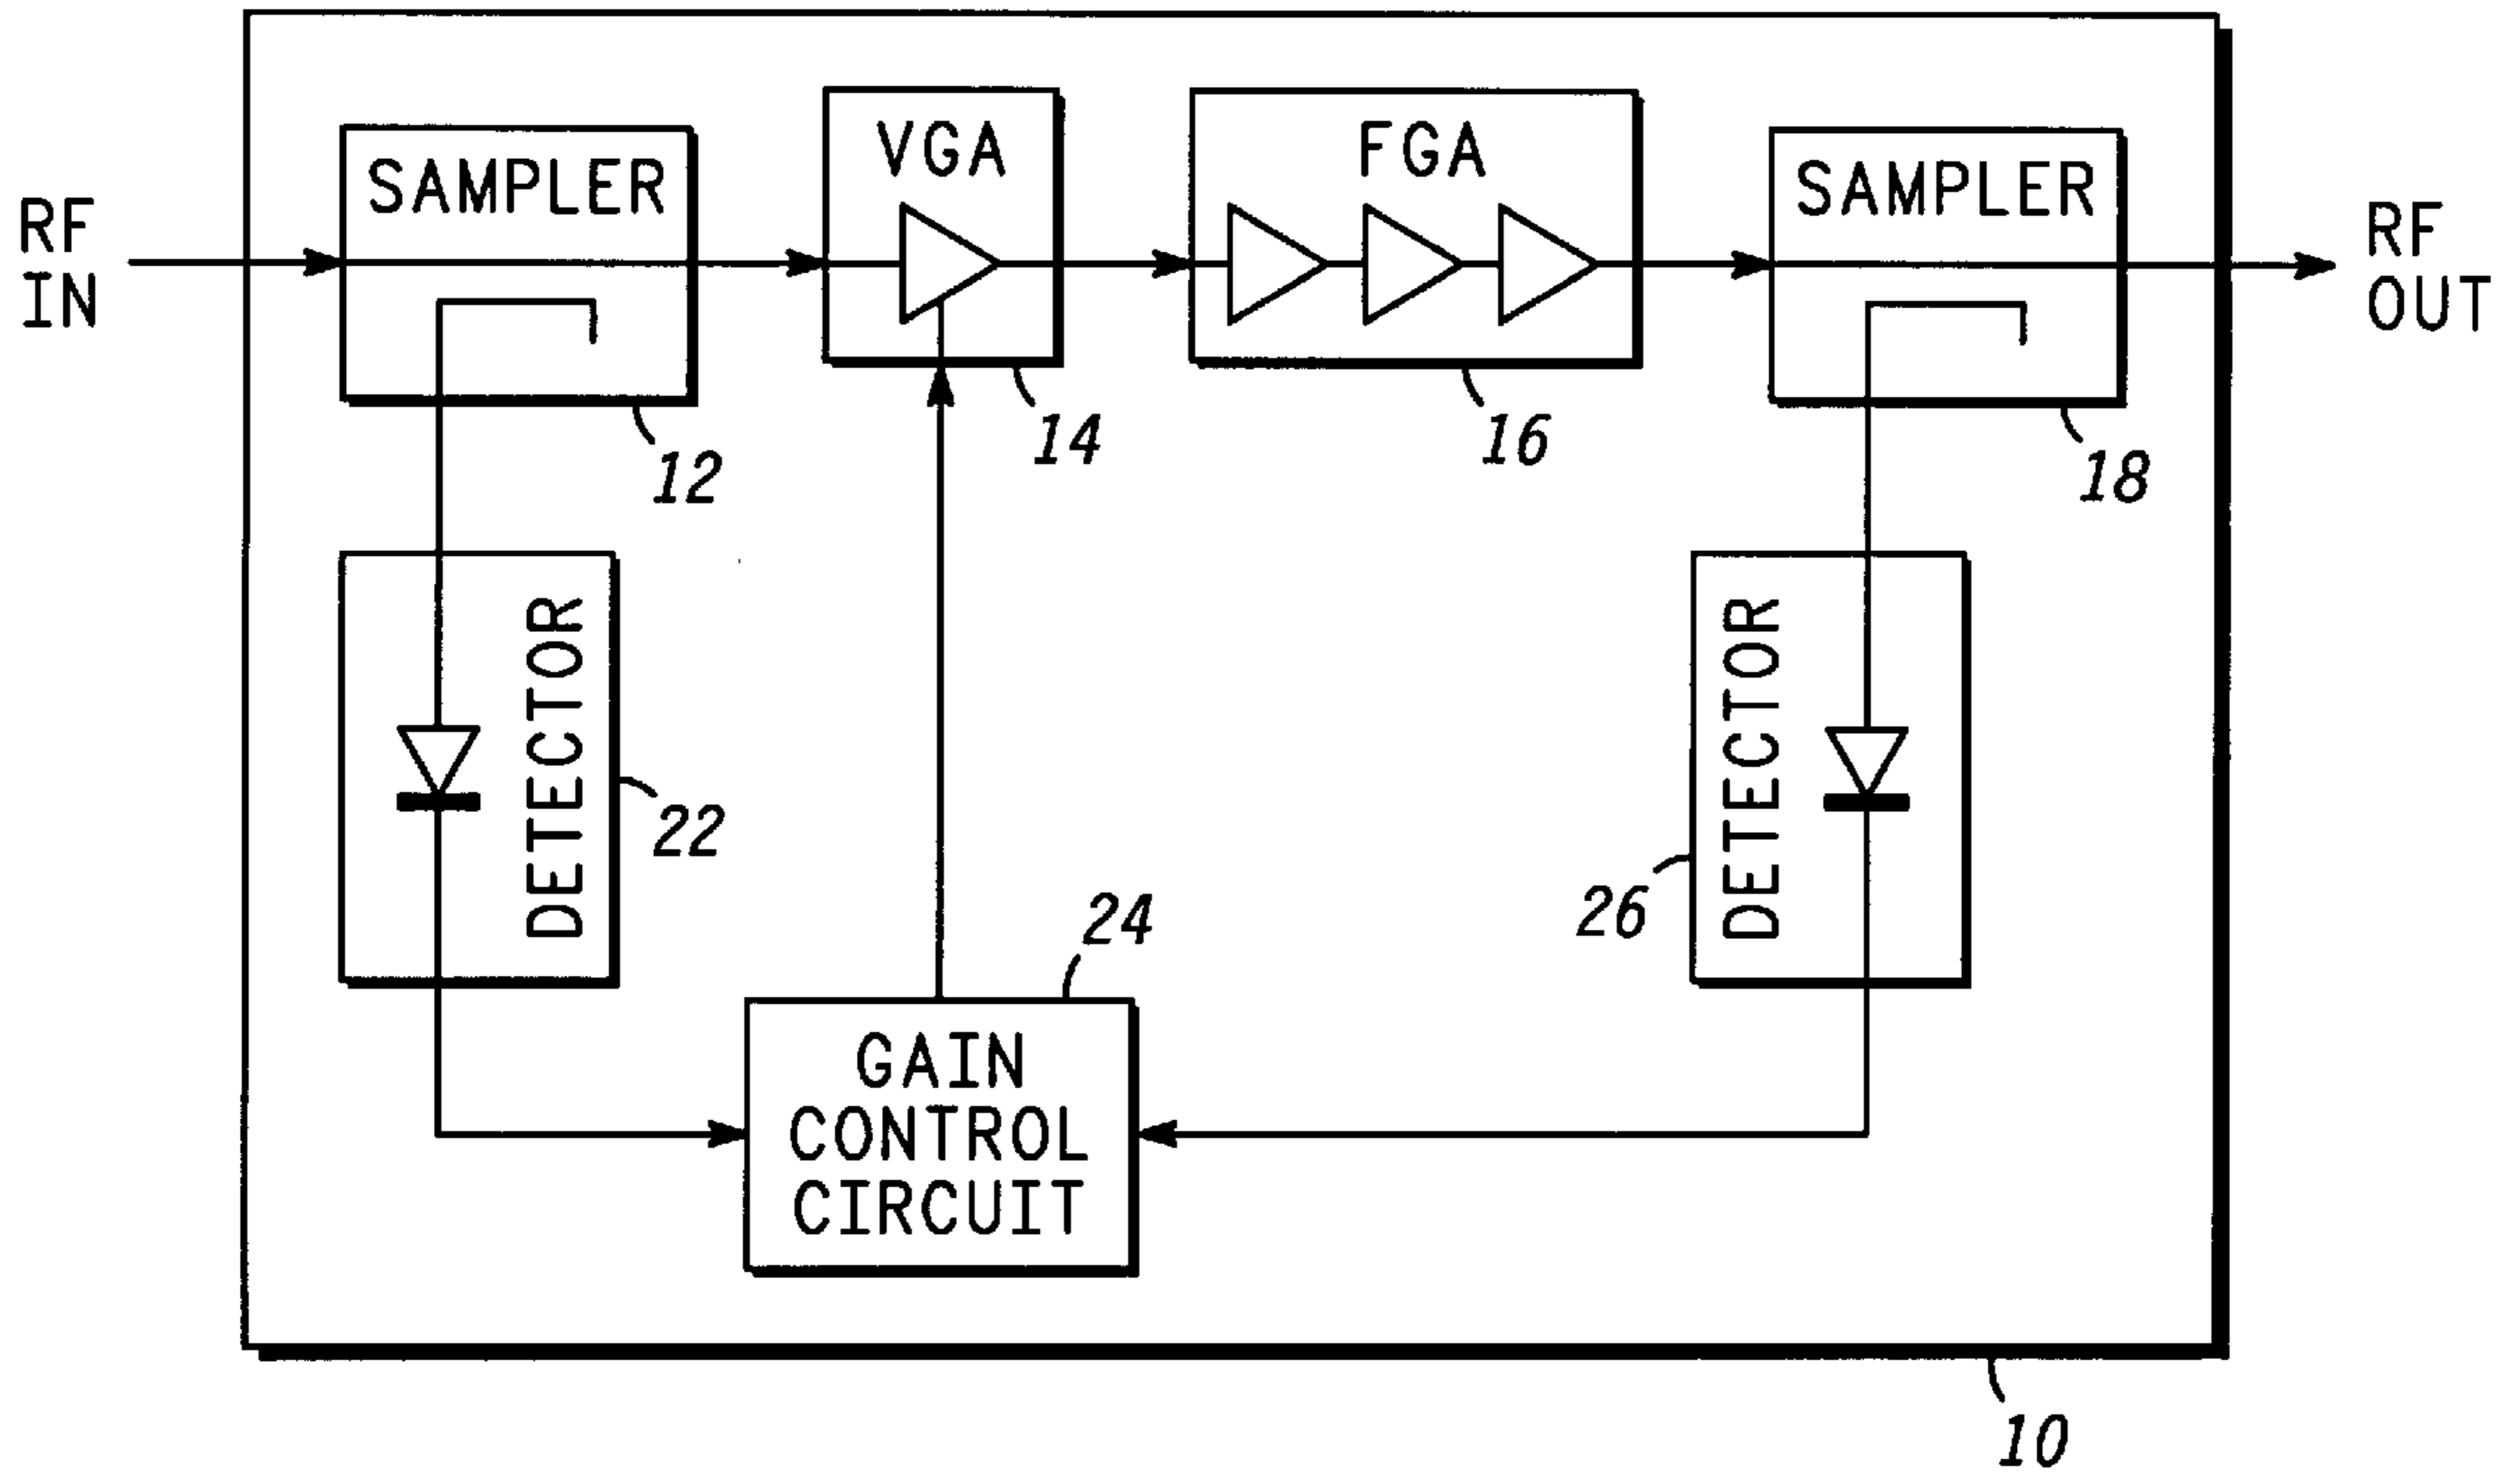 RF
IN
SAMPLER
12
VGA
14
FGA
16
SAMPLER
18
RF
OUT
DETECTOR
22
GAIN
CONTROL
CIRCUIT
24
DETECTOR
26
10